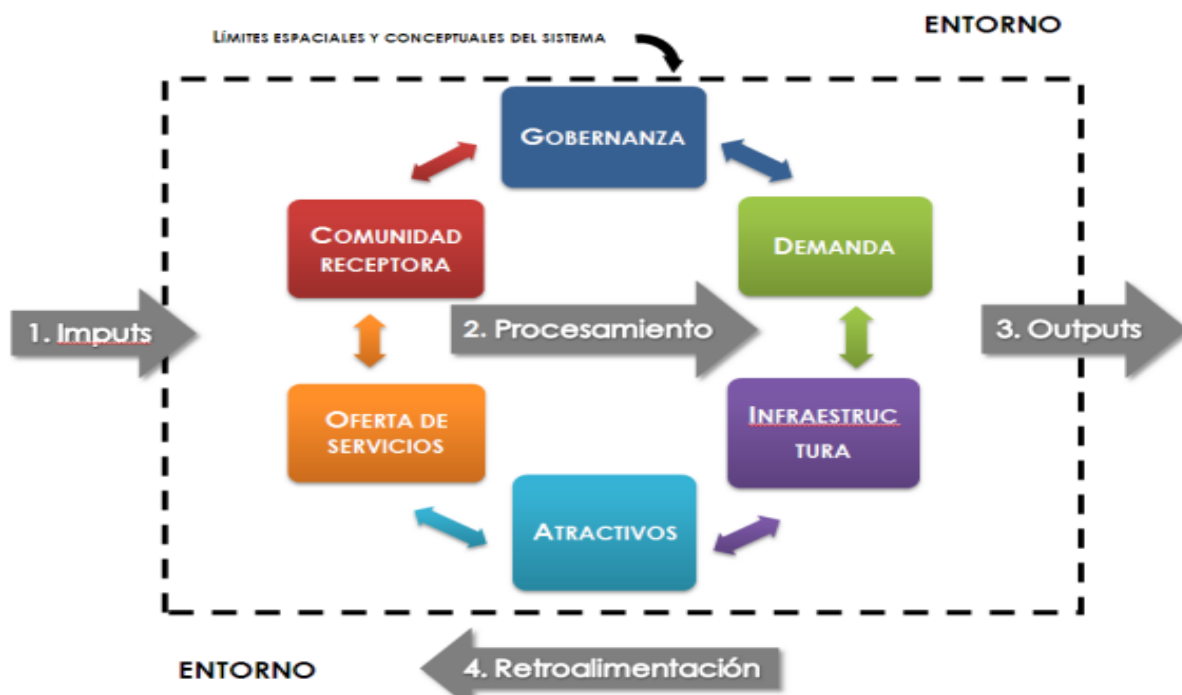 ENTORNO
LÍMITES ESPACIALES Y CONCEPTUALES DEL SISTEMA
GOBERNANZA
COMUNIDAD
RECEPTORA
DEMANDA
1. Imputs
2. Procesamiento
3. Outputs
OFERTA DE
SERVICIOS
INFRAESTRUC
TURA
ATRACTIVOS
ENTORNO
4. Retroalimentación